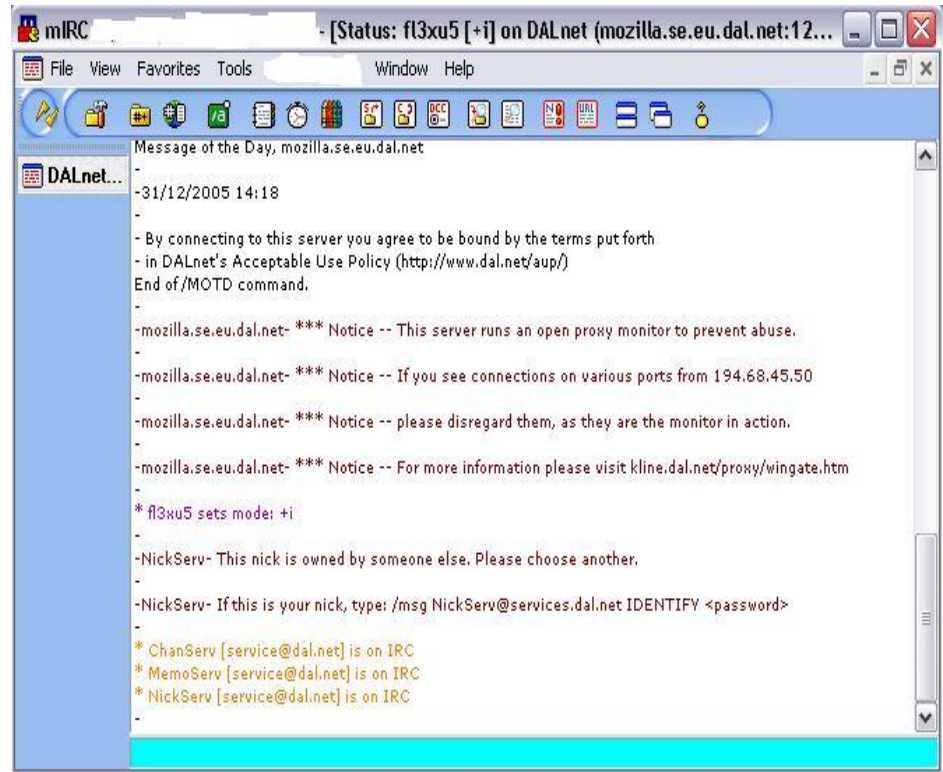 mIRC - [Status: fl3xu5 [+i] on DALnet (mozilla.se.eu.dal.net:12...
File View Favorites Tools Window Help
DALnet...
Message of the Day, mozilla.se.eu.dal.net
-
-31/12/2005 14:18
-
- By connecting to this server you agree to be bound by the terms put forth
- in DALnet's Acceptable Use Policy (http://www.dal.net/aup/)
End of /MOTD command.
-
-mozilla.se.eu.dal.net- *** Notice -- This server runs an open proxy monitor to prevent abuse.
-
-mozilla.se.eu.dal.net- *** Notice -- If you see connections on various ports from 194.68.45.50
-
-mozilla.se.eu.dal.net- *** Notice -- please disregard them, as they are the monitor in action.
-
-mozilla.se.eu.dal.net- *** Notice -- For more information please visit kline.dal.net/proxy/wingate.htm
-
* fl3xu5 sets mode: +i
-
-NickServ- This nick is owned by someone else. Please choose another.
-
-NickServ- If this is your nick, type: /msg NickServ@services.dal.net IDENTIFY <password>
-
* ChanServ [service@dal.net] is on IRC
* MemoServ [service@dal.net] is on IRC
* NickServ [service@dal.net] is on IRC
-